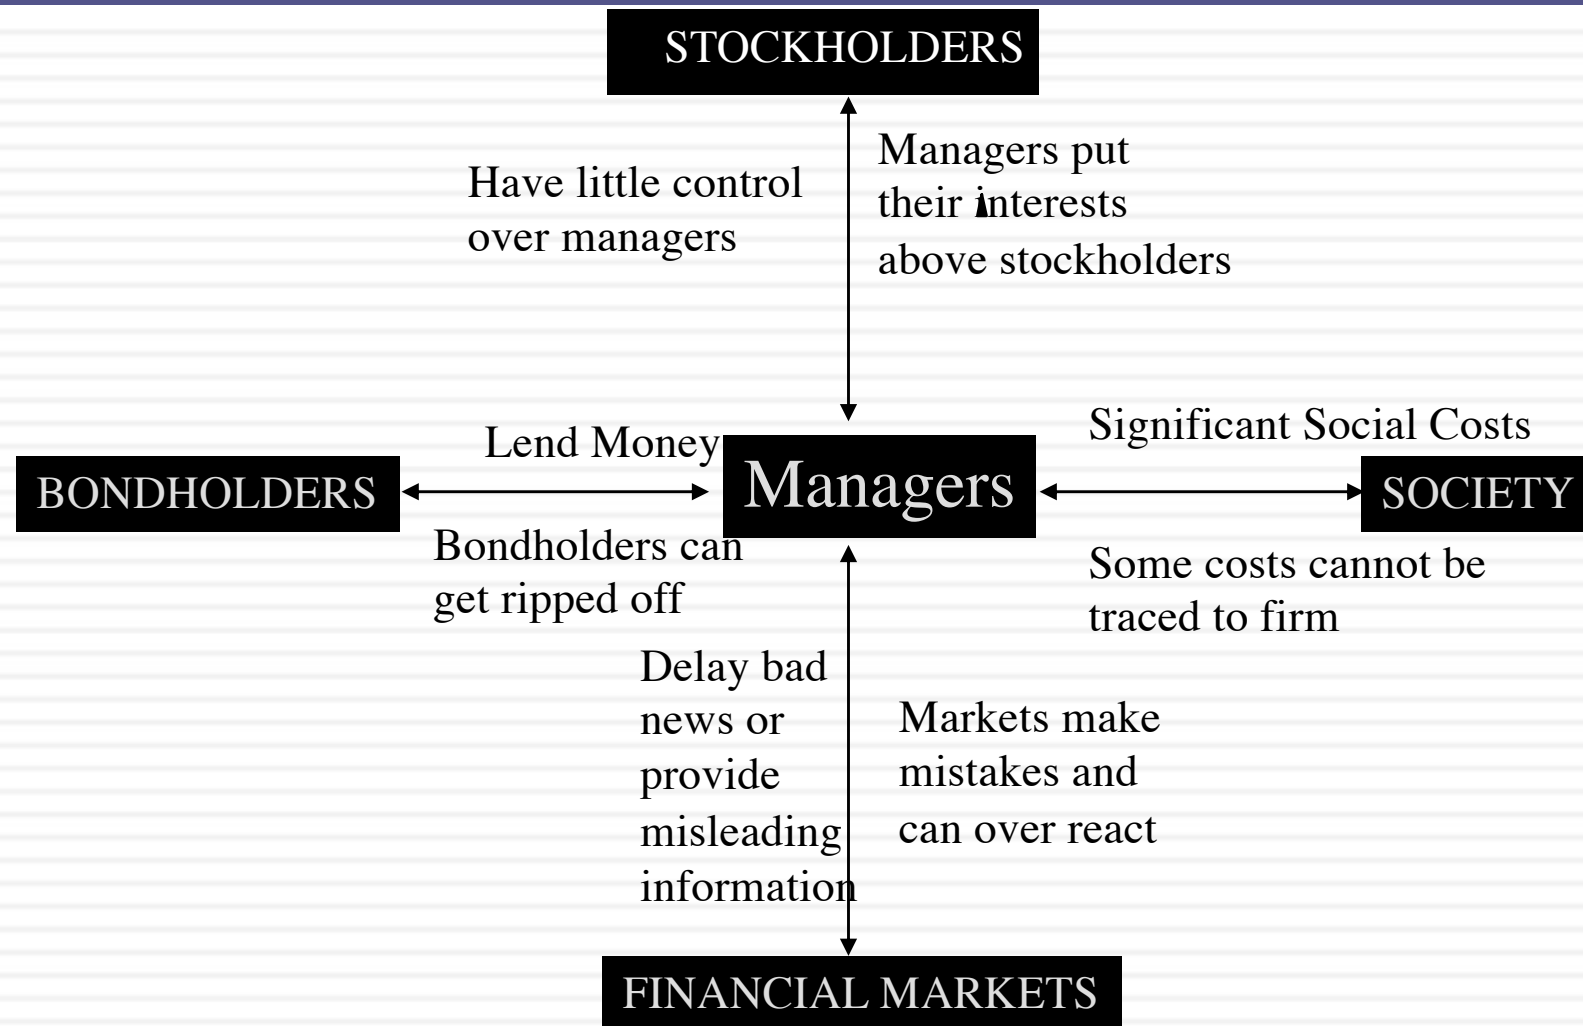 STOCKHOLDERS
Have little control
over managers
Managers put
their interests
above stockholders
Lend Money
BONDHOLDERS
Managers
Significant Social Costs
SOCIETY
Bondholders can
get ripped off
Some costs cannot be
traced to firm
Delay bad
news or
provide
misleading
information
Markets make
mistakes and
can over react
FINANCIAL MARKETS